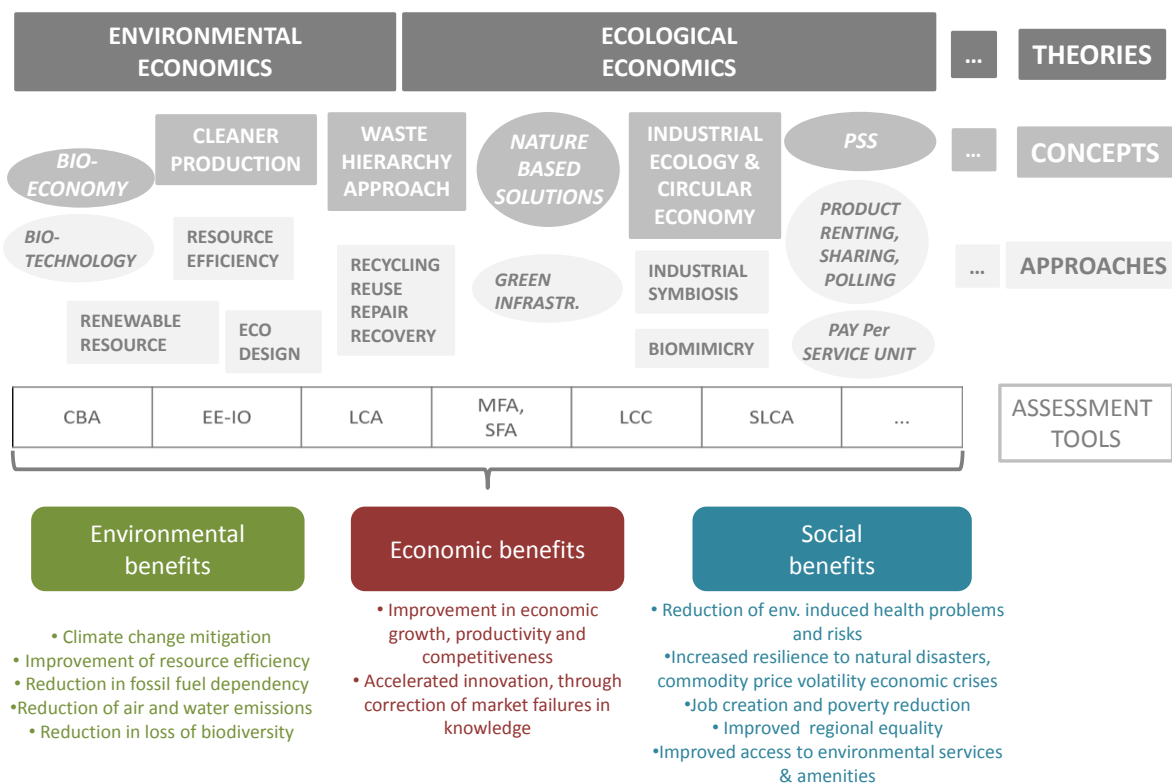 ENVIRONMENTAL
ECONOMICS
ECOLOGICAL
ECONOMICS
...
THEORIES
BIO-
ECONOMY
CLEANER
PRODUCTION
WASTE
HIERARCHY
APPROACH
NATURE
BASED
SOLUTIONS
INDUSTRIAL
ECOLOGY &
CIRCULAR
ECONOMY
PSS
...
CONCEPTS
BIO-
TECHNOLOGY
RESOURCE
EFFICIENCY
RENEWABLE
RESOURCE
ECO
DESIGN
RECYCLING
REUSE
REPAIR
RECOVERY
GREEN
INFRASTR.
INDUSTRIAL
SYMBIOSIS
BIOMIMICRY
PRODUCT
RENTING,
SHARING,
POLLING
PAY Per
SERVICE UNIT
...
APPROACHES
CBA
EE-IO
LCA
MFA,
SFA
LCC
SLCA
...
ASSESSMENT
TOOLS
Environmental
benefits
• Climate change mitigation
• Improvement of resource efficiency
• Reduction in fossil fuel dependency
•Reduction of air and water emissions
• Reduction in loss of biodiversity
Economic benefits
• Improvement in economic
growth, productivity and
competitiveness
• Accelerated innovation, through
correction of market failures in
knowledge
Social
benefits
• Reduction of env. induced health problems
and risks
•Increased resilience to natural disasters,
commodity price volatility economic crises
•Job creation and poverty reduction
• Improved regional equality
•Improved access to environmental services
& amenities